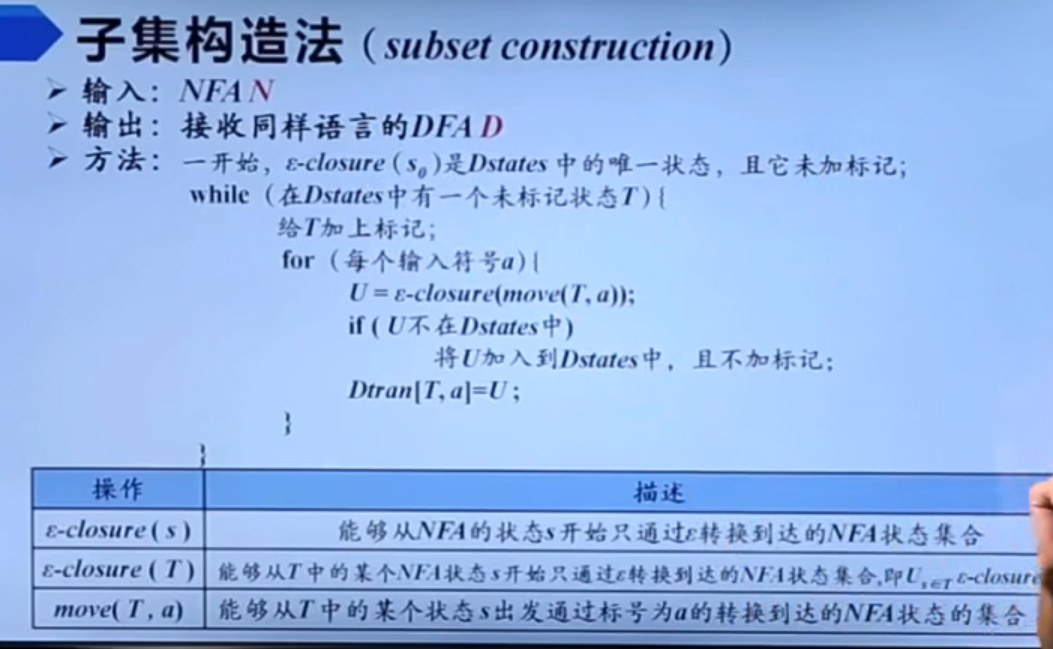 子集构造法（subset construction）
➢ 输入：NFA N
➢ 输出：接收同样语言的DFA D
➢ 方法：一开始，ε-closure ( s₀ )是Dstates 中的唯一状态，且它未加标记；
while（在Dstates中有一个未标记状态T）{
给T加上标记；
for（每个输入符号a）{
U = ε-closure(move(T, a));
if ( U不在Dstates中)
将U加入到Dstates中，且不加标记；
Dtran[T, a]=U；
}
}
操作 描述
ε-closure ( s ) 能够从NFA的状态s开始只通过ε转换到达的NFA状态集合
ε-closure ( T ) 能够从T中的某个NFA状态s开始只通过ε转换到达的NFA状态集合,即U s∈T ε-closure
move( T, a) 能够从T中的某个状态s出发通过标号为a的转换到达的NFA状态的集合